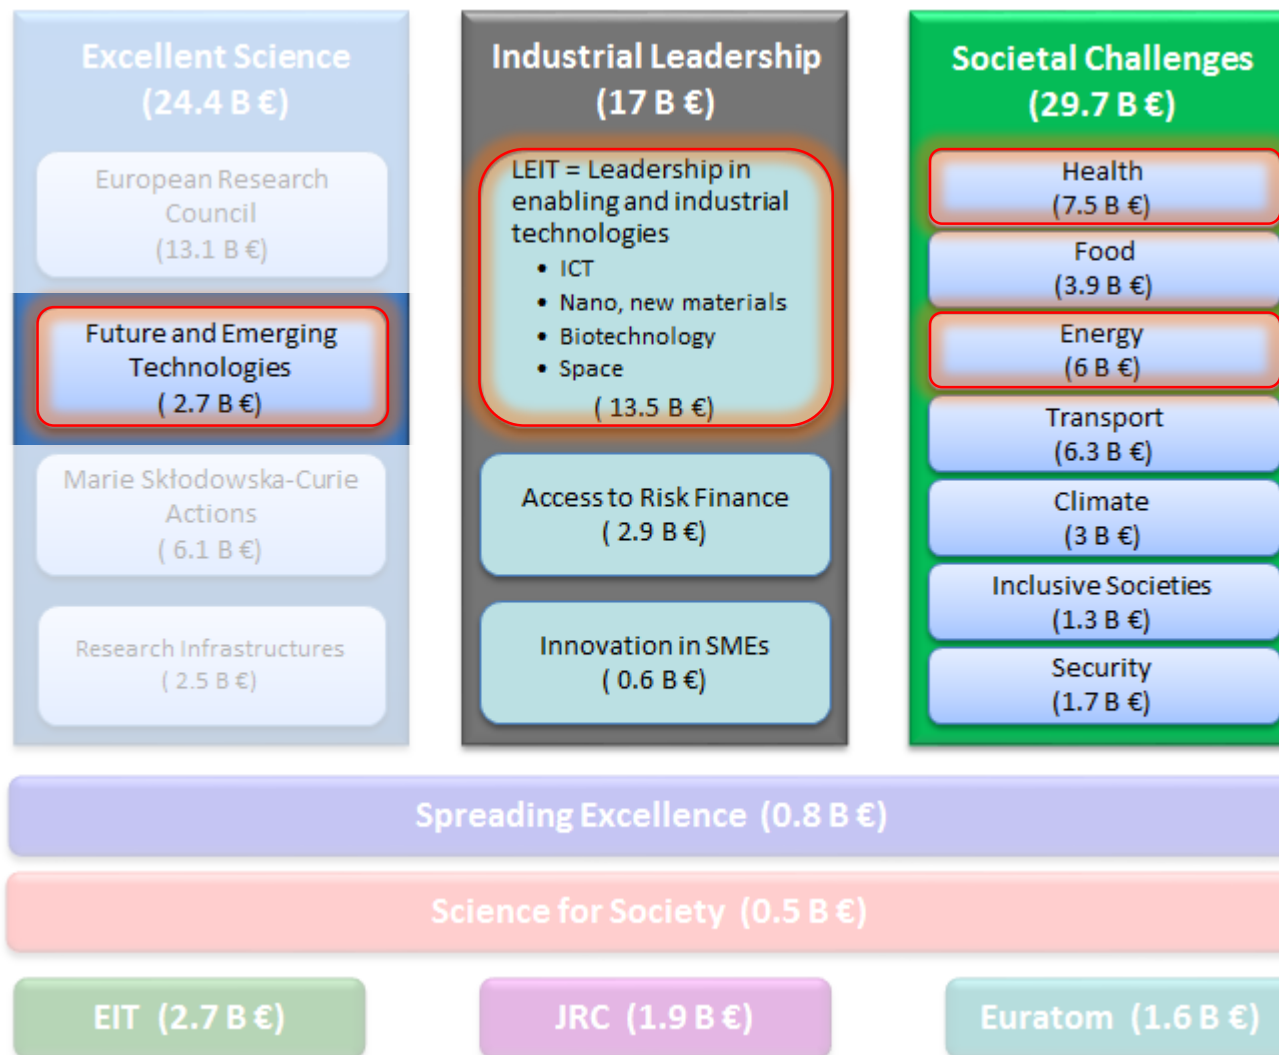 Excellent Science
(24.4 B €)
European Research
Council
(13.1 B €)
Future and Emerging
Technologies
( 2.7 B €)
Marie Skłodowska-Curie
Actions
( 6.1 B €)
Research Infrastructures
( 2.5 B €)
Industrial Leadership
(17 B €)
LEIT = Leadership in
enabling and industrial
technologies
• ICT
• Nano, new materials
• Biotechnology
• Space
( 13.5 B €)
Access to Risk Finance
( 2.9 B €)
Innovation in SMEs
( 0.6 B €)
Societal Challenges
(29.7 B €)
Health
(7.5 B €)
Food
(3.9 B €)
Energy
(6 B €)
Transport
(6.3 B €)
Climate
(3 B €)
Inclusive Societies
(1.3 B €)
Security
(1.7 B €)
Spreading Excellence (0.8 B €)
Science for Society (0.5 B €)
EIT (2.7 B €)
JRC (1.9 B €)
Euratom (1.6 B €)